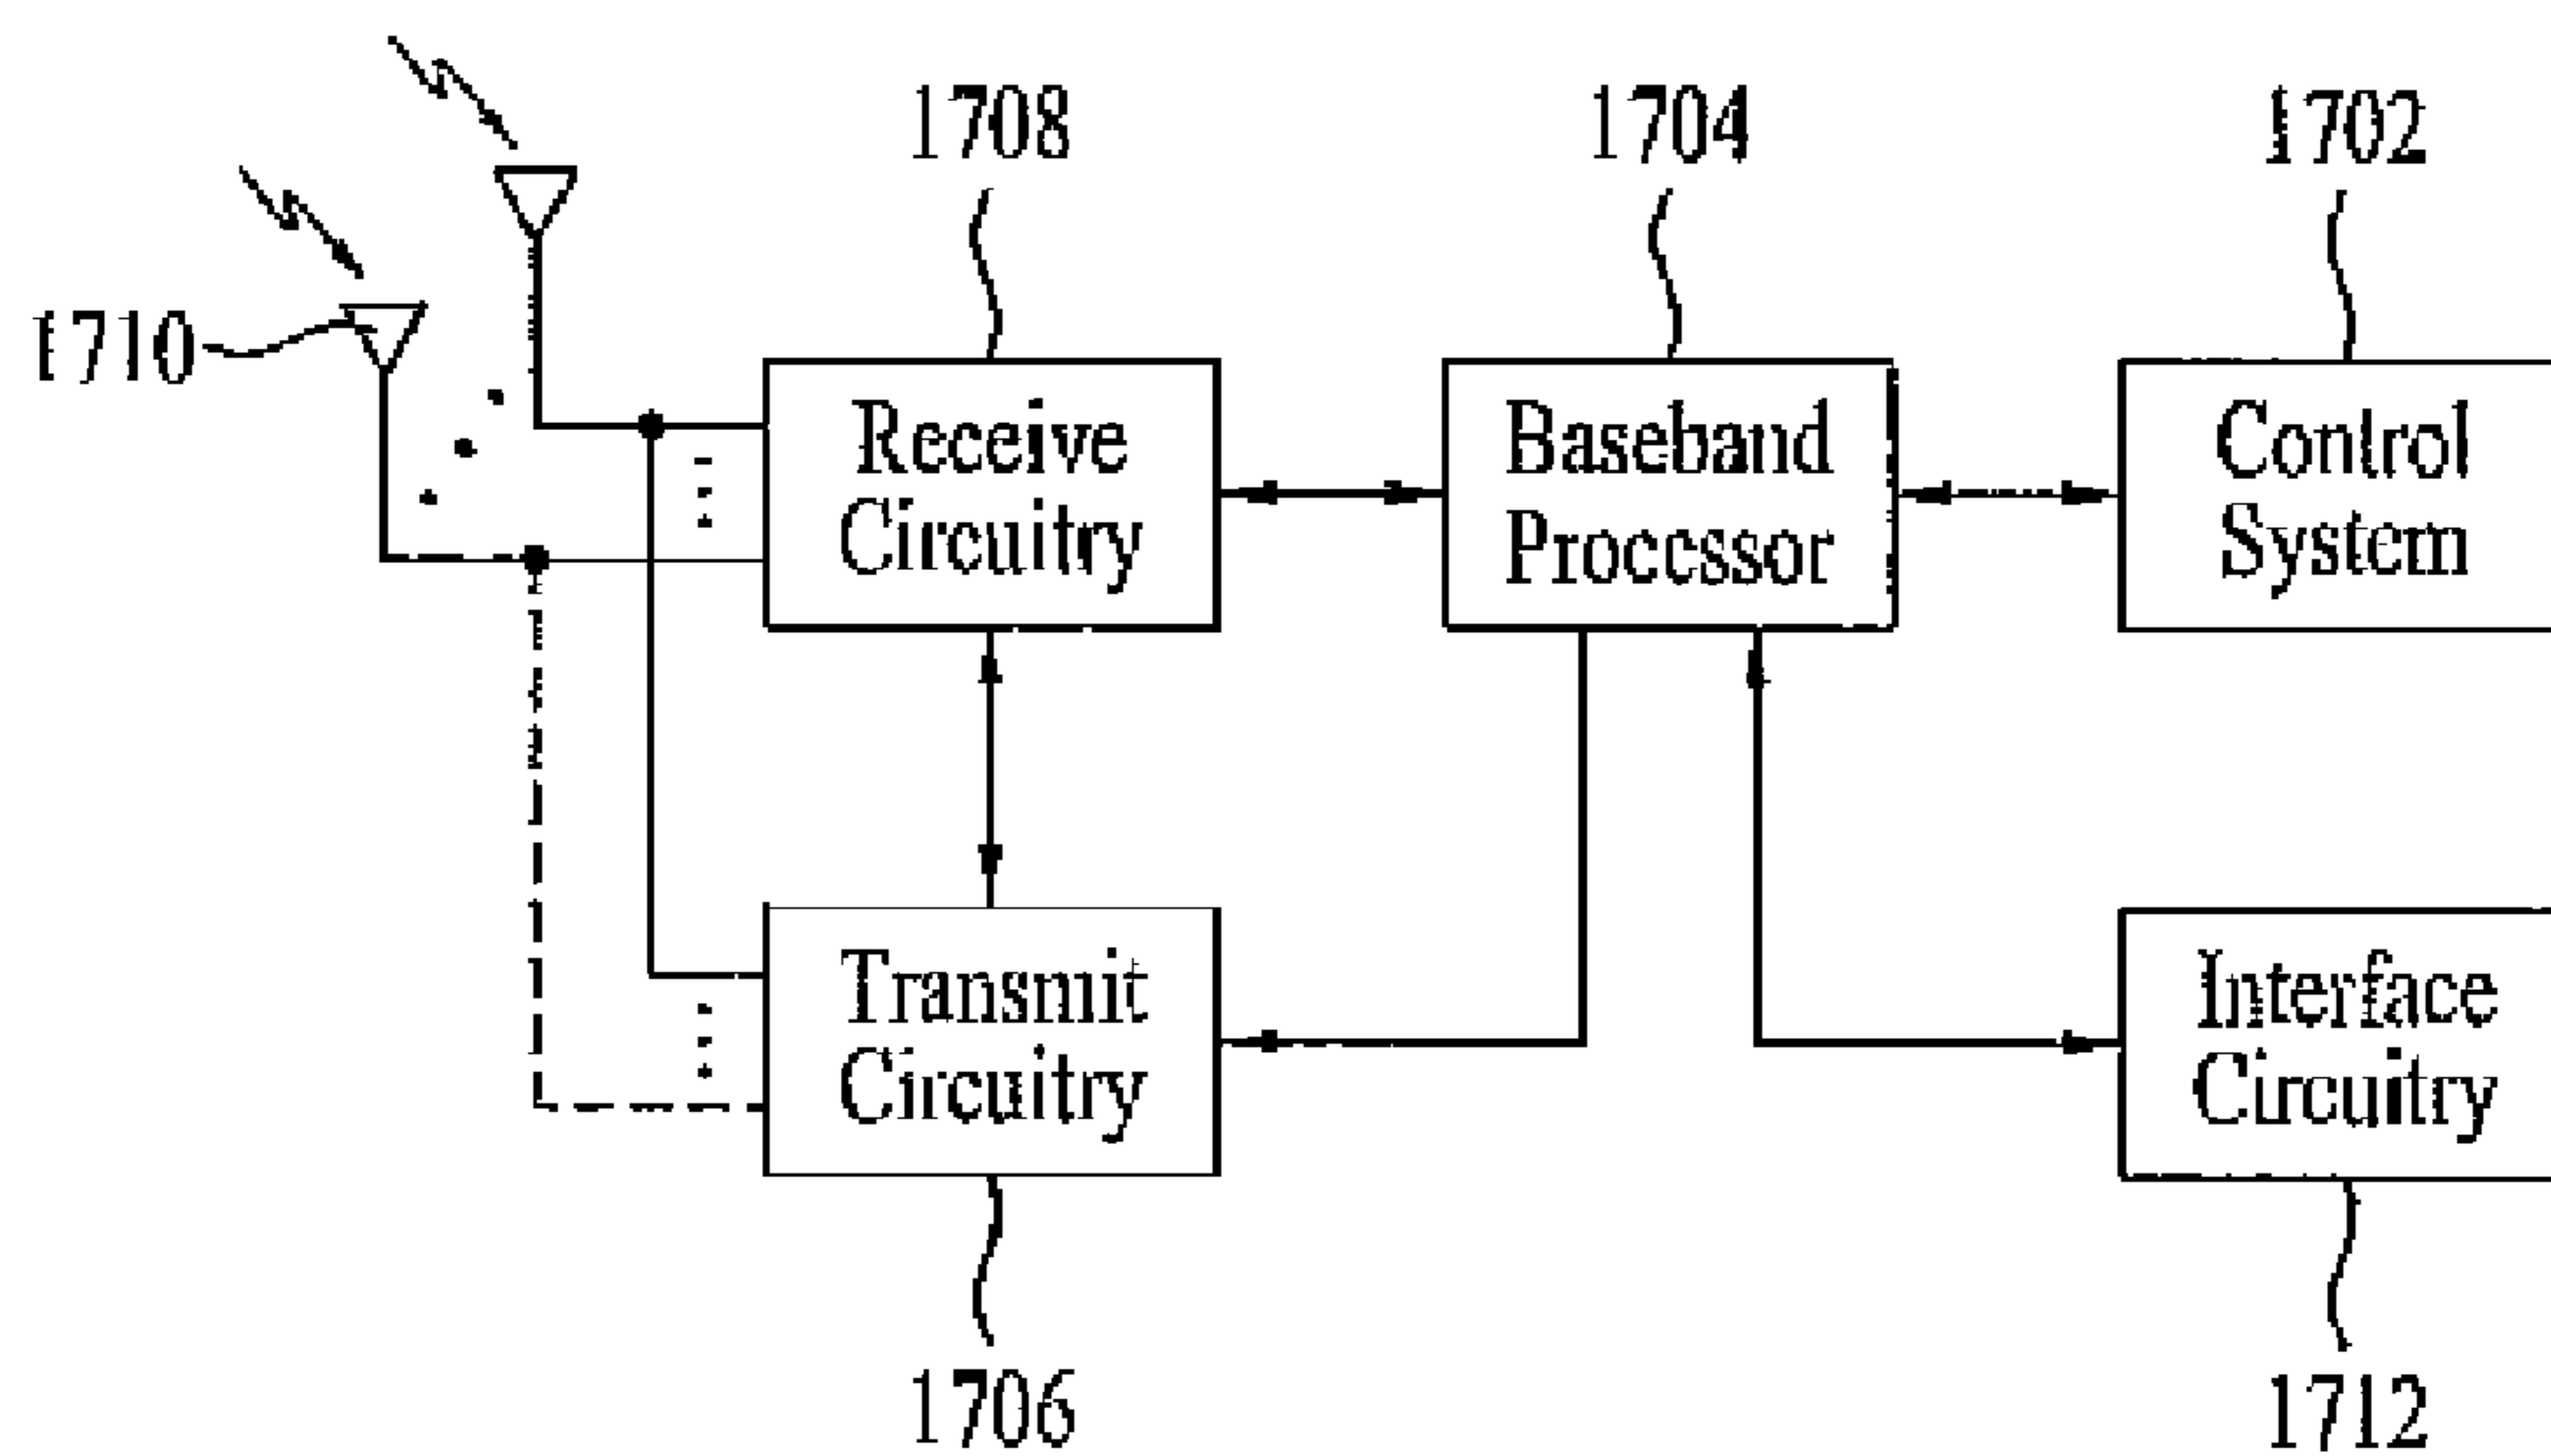 1708
1704
1702
1710
Receive
Circuitry
Baseband
Processor
Control
System
Transmit
Circuitry
Interface
Circuitry
1706
1712